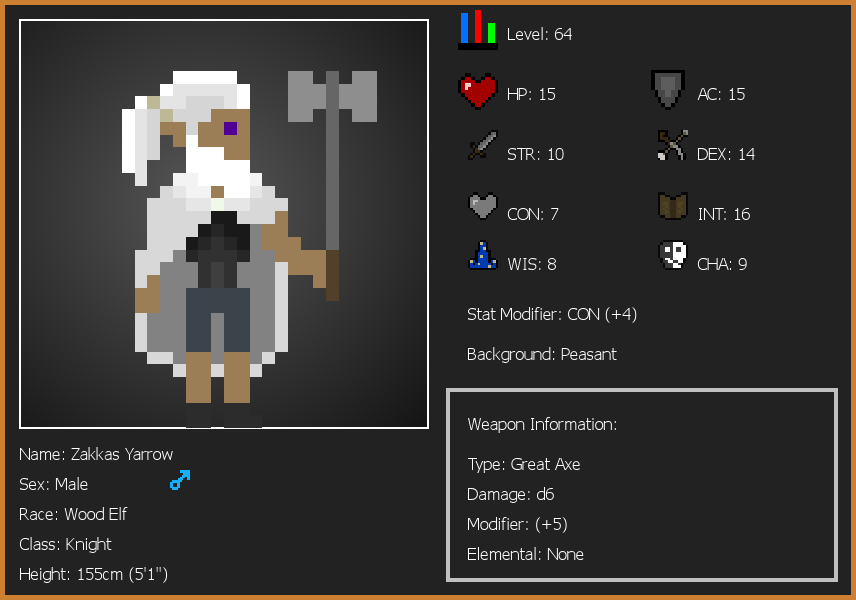 Level: 64
HP: 15
AC: 15
STR: 10
DEX: 14
CON: 7
INT: 16
WIS: 8
CHA: 9
Stat Modifier: CON (+4)
Background: Peasant
Weapon Information:
Type: Great Axe
Damage: d6
Modifier: (+5)
Elemental: None
Name: Zakkas Yarrow
Sex: Male
Race: Wood Elf
Class: Knight
Height: 155cm (5'1")